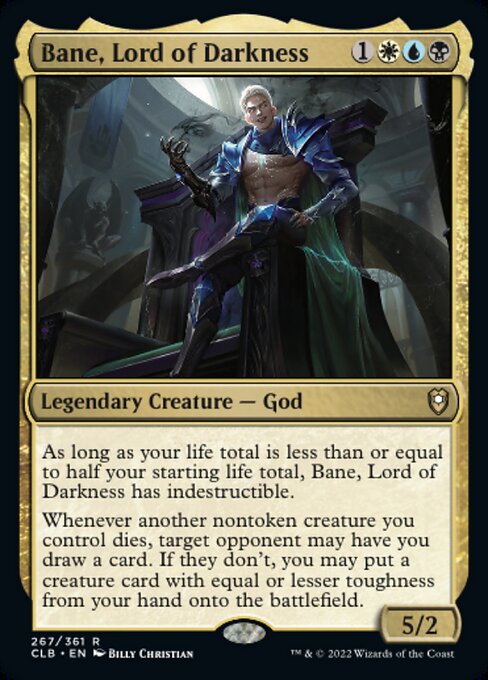 Bane, Lord of Darkness 1
Legendary Creature — God
As long as your life total is less than or equal
to half your starting life total, Bane, Lord of
Darkness has indestructible.
Whenever another nontoken creature you
control dies, target opponent may have you
draw a card. If they don't, you may put a
creature card with equal or lesser toughness
from your hand onto the battlefield.
5/2
267/361 R
CLB • EN Billy Christian
™ & © 2022 Wizards of the Coast